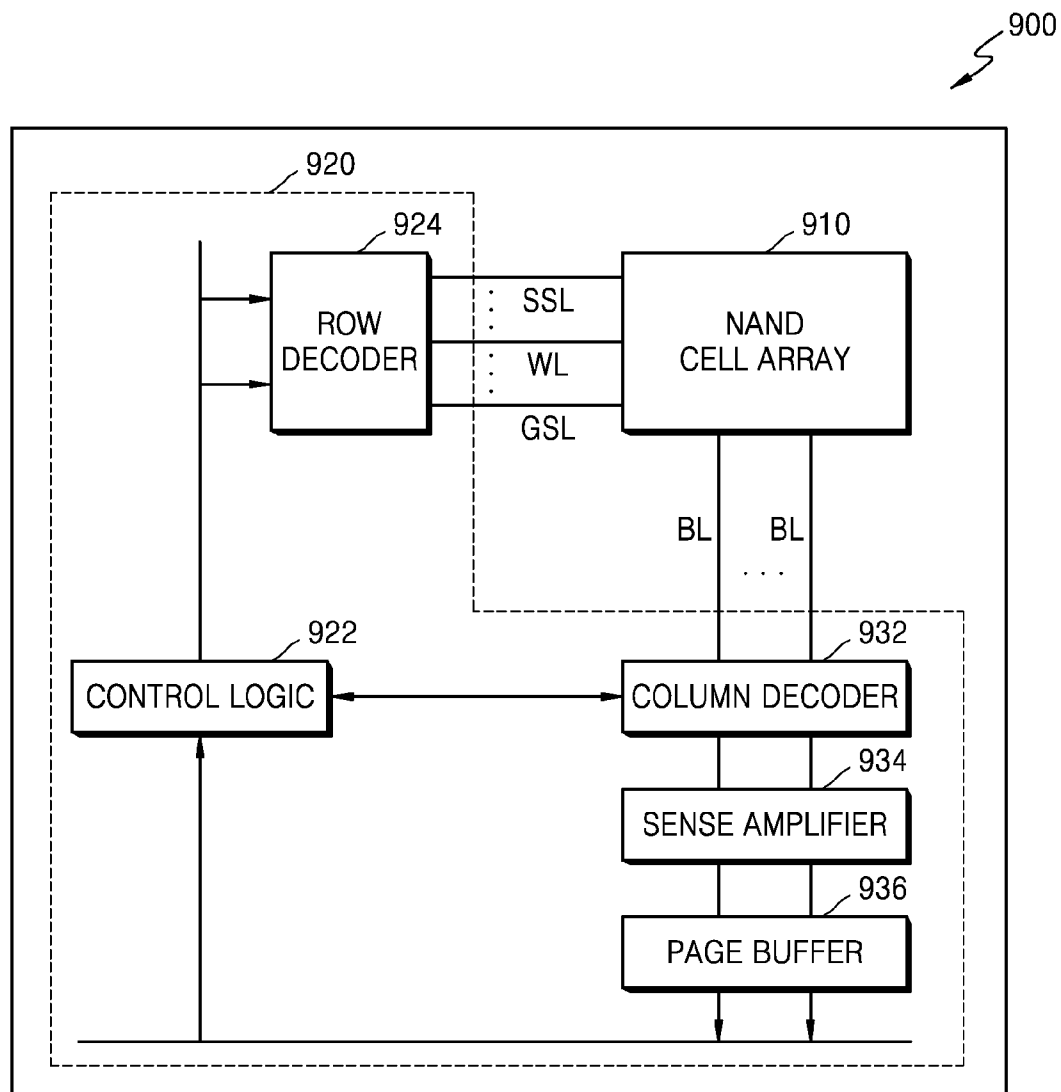 900
920
924
910
ROW
DECODER
SSL
WL
GSL
NAND
CELL ARRAY
BL
BL
. . .
922
932
CONTROL LOGIC
COLUMN DECODER
934
SENSE AMPLIFIER
936
PAGE BUFFER